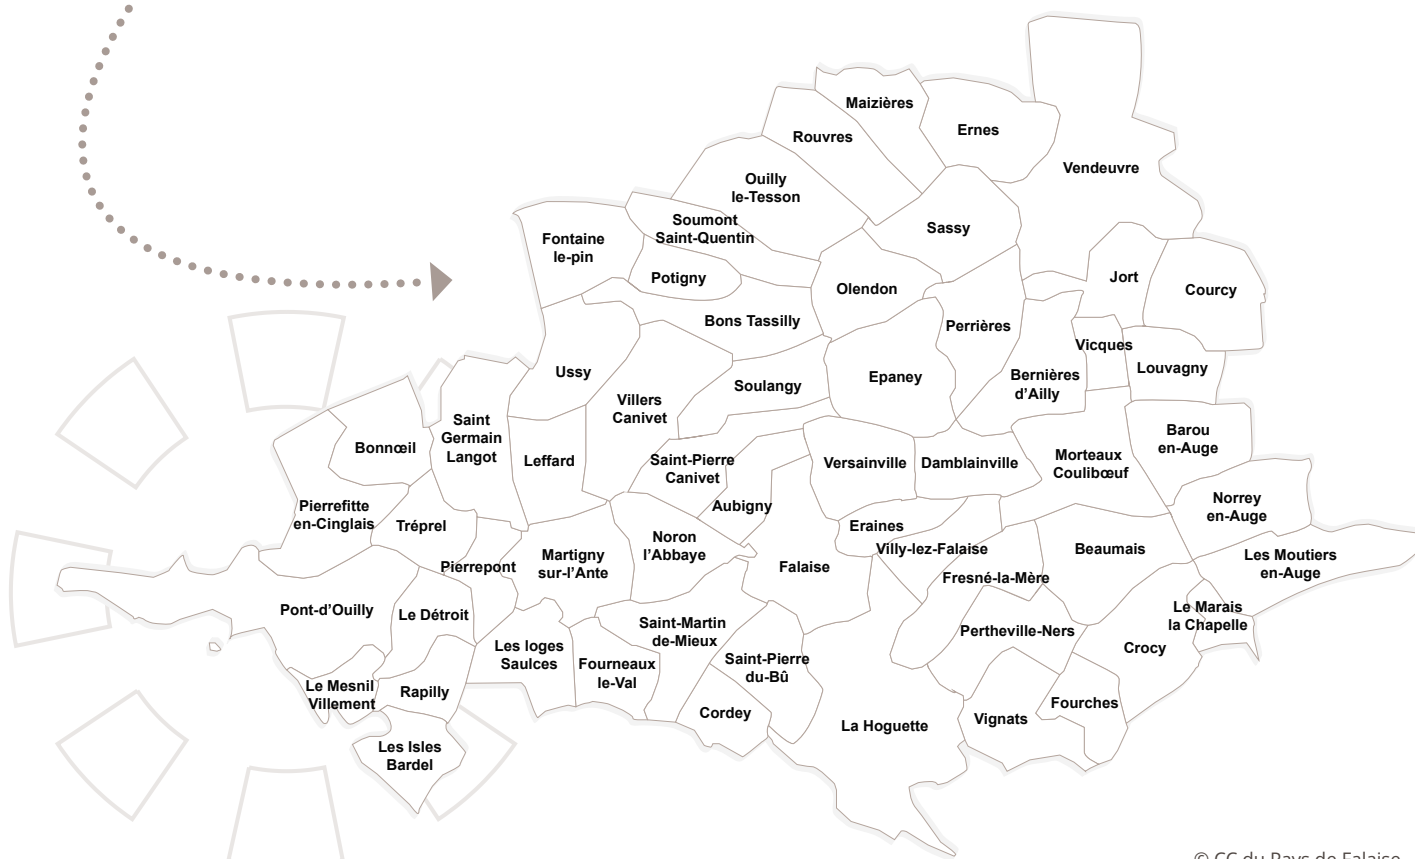 Maizières
Ernes
Rouvres
Vendeuvre
Ouilly
le-Tesson
Soumont
Saint-Quentin
Sassy
Fontaine
le-pin
Potigny
Jort
Olendon
Courcy
Bons Tassilly
Perrières
Vicques
Louvagny
Ussy
Epaney
Soulangy
Bernières
d'Ailly
Villers
Canivet
Saint
Germain
Langot
Barou
en-Auge
Bonnœil
Leffard
Saint-Pierre
Canivet
Versainville
Damblainville
Morteaux
Coulibœuf
Norrey
en-Auge
Pierrefitte
en-Cinglais
Tréprel
Aubigny
Eraines
Noron
l'Abbaye
Villy-lez-Falaise
Beaumais
Les Moutiers
en-Auge
Martigny
sur-l'Ante
Pierrepont
Falaise
Fresné-la-Mère
Pont-d'Ouilly
Le Détroit
Le Marais
la Chapelle
Saint-Martin
de-Mieux
Pertheville-Ners
Les loges
Saulces
Crocy
Fourneaux
le-Val
Saint-Pierre
du-Bû
Le Mesnil
Villement
Rapilly
Cordey
La Hoguette
Vignats
Fourches
Les Isles
Bardel
© CC du Pays de Falaise